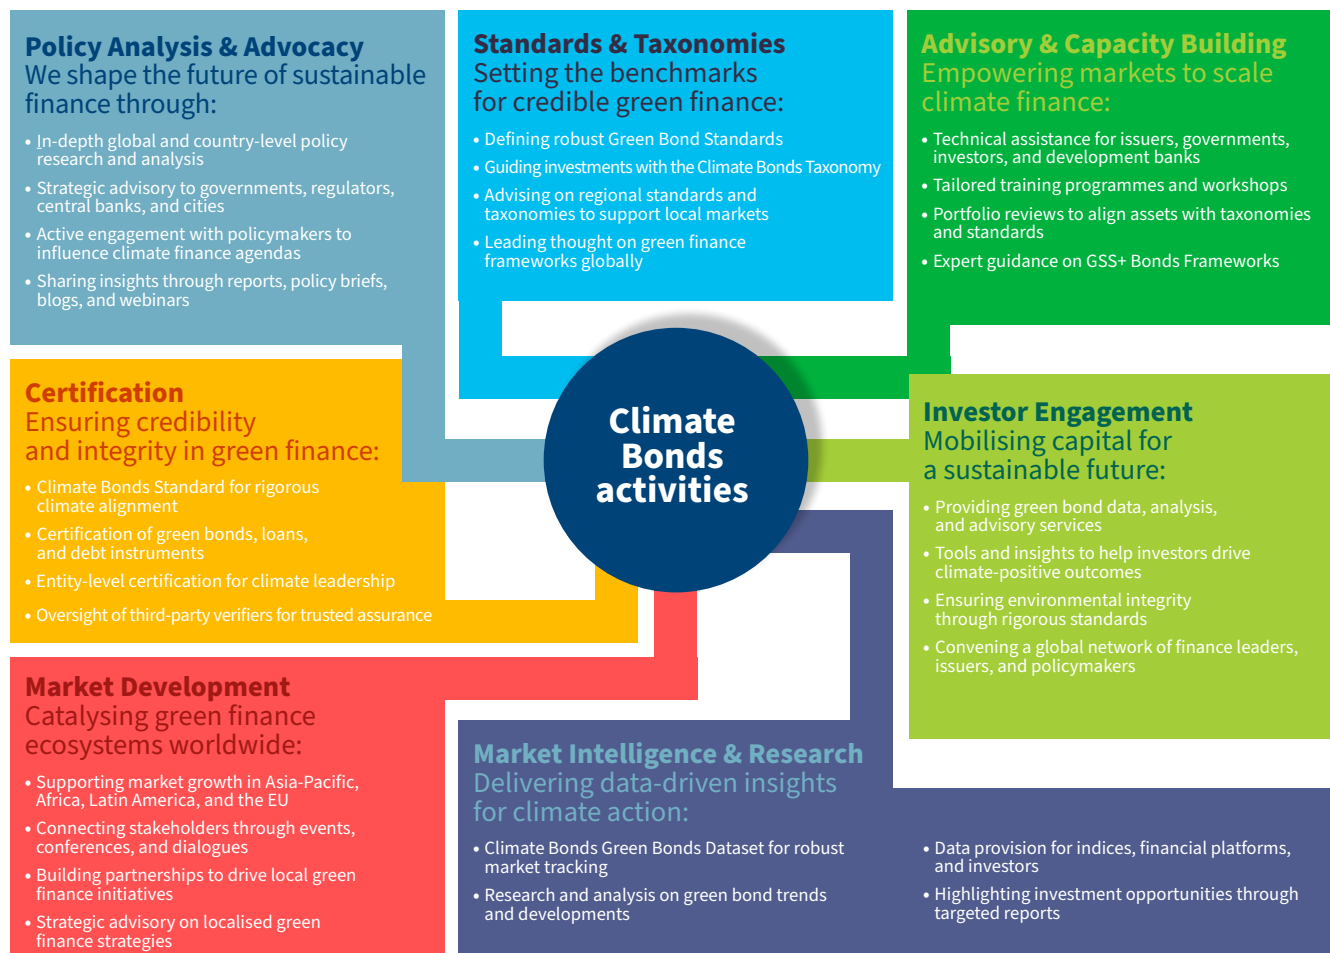 Policy Analysis & Advocacy
We shape the future of sustainable
finance through:
• In-depth global and country-level policy
research and analysis
• Strategic advisory to governments, regulators,
central banks, and cities
• Active engagement with policymakers to
influence climate finance agendas
• Sharing insights through reports, policy briefs,
blogs, and webinars
Standards & Taxonomies
Setting the benchmarks
for credible green finance:
• Defining robust Green Bond Standards
• Guiding investments with the Climate Bonds Taxonomy
• Advising on regional standards and
taxonomies to support local markets
• Leading thought on green finance
frameworks globally
Advisory & Capacity Building
Empowering markets to scale
climate finance:
• Technical assistance for issuers, governments,
investors, and development banks
• Tailored training programmes and workshops
• Portfolio reviews to align assets with taxonomies
and standards
• Expert guidance on GSS+ Bonds Frameworks
Certification
Ensuring credibility
and integrity in green finance:
• Climate Bonds Standard for rigorous
climate alignment
• Certification of green bonds, loans,
and debt instruments
• Entity-level certification for climate leadership
• Oversight of third-party verifiers for trusted assurance
Climate
Bonds
activities
Investor Engagement
Mobilising capital for
a sustainable future:
• Providing green bond data, analysis,
and advisory services
• Tools and insights to help investors drive
climate-positive outcomes
• Ensuring environmental integrity
through rigorous standards
• Convening a global network of finance leaders,
issuers, and policymakers
Market Development
Catalysing green finance
ecosystems worldwide:
• Supporting market growth in Asia-Pacific,
Africa, Latin America, and the EU
• Connecting stakeholders through events,
conferences, and dialogues
• Building partnerships to drive local green
finance initiatives
• Strategic advisory on localised green
finance strategies
Market Intelligence & Research
Delivering data-driven insights
for climate action:
• Climate Bonds Green Bonds Dataset for robust
market tracking
• Research and analysis on green bond trends
and developments
• Data provision for indices, financial platforms,
and investors
• Highlighting investment opportunities through
targeted reports